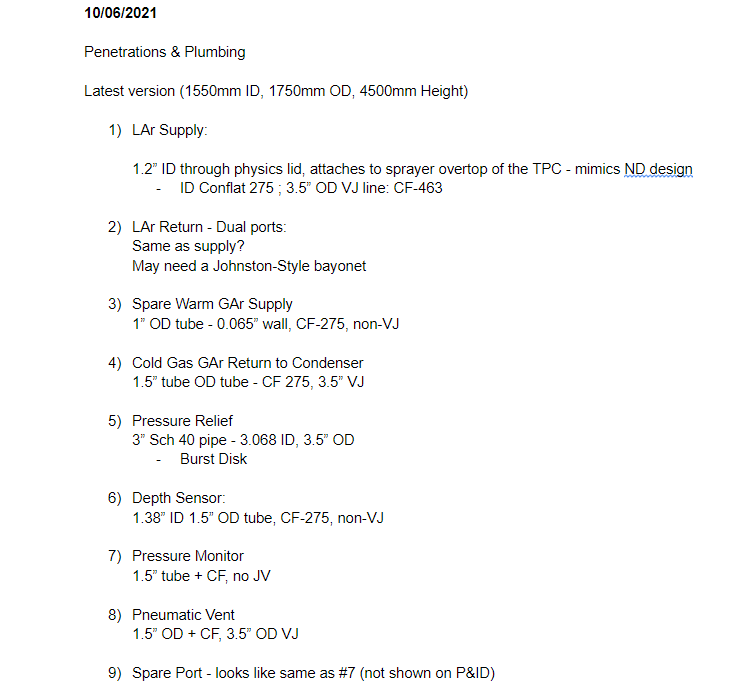 10/06/2021
Penetrations & Plumbing
Latest version (1550mm ID, 1750mm OD, 4500mm Height)
1) LAr Supply:
1.2” ID through physics lid, attaches to sprayer overtop of the TPC - mimics ND design
- ID Conflat 275 ; 3.5” OD VJ line: CF-463
2) LAr Return - Dual ports:
Same as supply?
May need a Johnston-Style bayonet
3) Spare Warm GAr Supply
1” OD tube - 0.065” wall, CF-275, non-VJ
4) Cold Gas GAr Return to Condenser
1.5” tube OD tube - CF 275, 3.5” VJ
5) Pressure Relief
3” Sch 40 pipe - 3.068 ID, 3.5” OD
- Burst Disk
6) Depth Sensor:
1.38” ID 1.5” OD tube, CF-275, non-VJ
7) Pressure Monitor
1.5” tube + CF, no JV
8) Pneumatic Vent
1.5” OD + CF, 3.5” OD VJ
9) Spare Port - looks like same as #7 (not shown on P&ID)